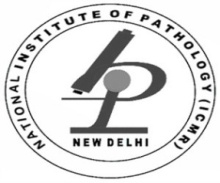 NATIONAL INSTITUTE OF PATHOLOGY (ICMR)
NEW DELHI